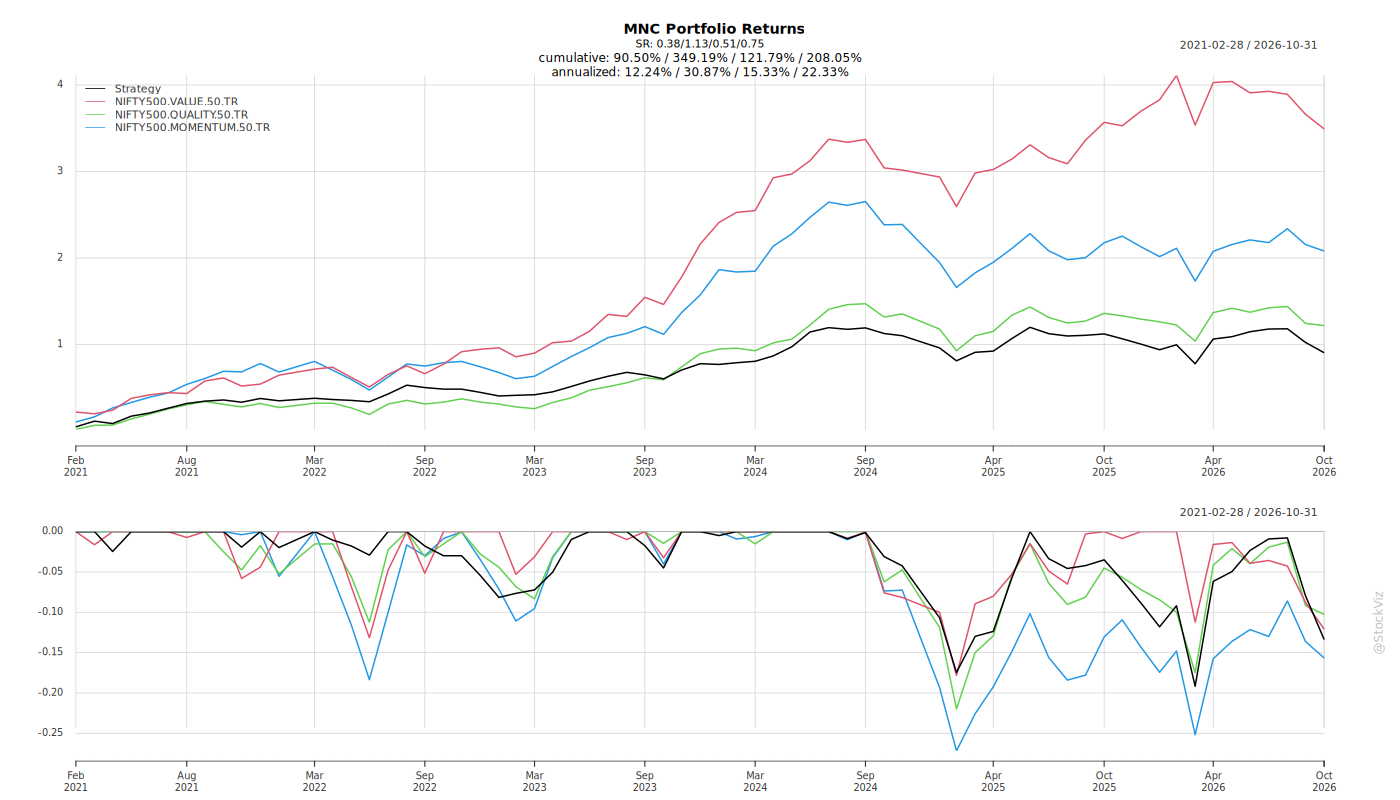 MNC Portfolio Returns
SR: 0.38/1.13/0.51/0.75
cumulative: 90.50% / 349.19% / 121.79% / 208.05%
annualized: 12.24% / 30.87% / 15.33% / 22.33%
2021-02-28 / 2026-10-31
Strategy
NIFTY500.VALUE.50.TR
NIFTY500.QUALITY.50.TR
NIFTY500.MOMENTUM.50.TR
4
3
2
1
Feb Aug Mar Sep Mar Sep Mar Sep Apr Oct Apr Oct
2021 2021 2022 2022 2023 2023 2024 2024 2025 2025 2026 2026
2021-02-28 / 2026-10-31
0.00
-0.05
-0.10
-0.15
-0.20
-0.25
Feb Aug Mar Sep Mar Sep Mar Sep Apr Oct Apr Oct
2021 2021 2022 2022 2023 2023 2024 2024 2025 2025 2026 2026
@StockViz